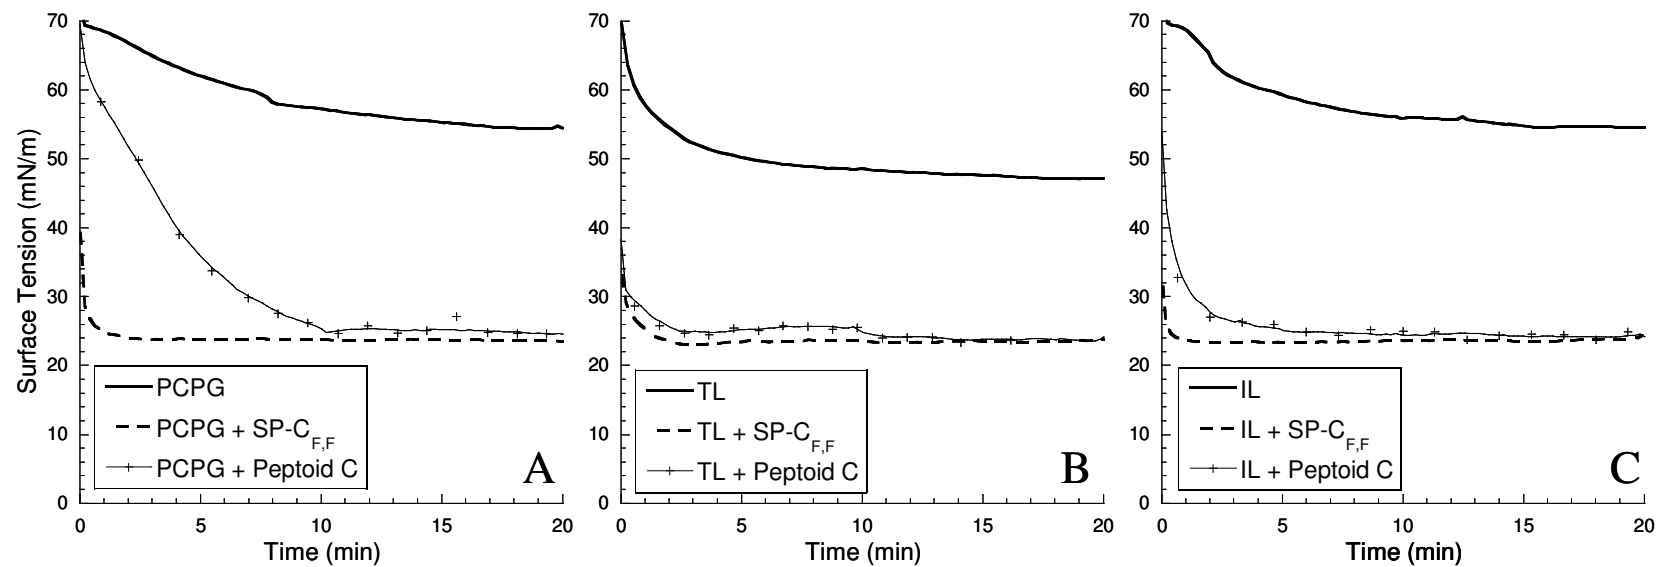 Surface Tension (mN/m)
70
60
50
40
30
20
10
0
PCPG
PCPG + SP-C_F,F
PCPG + Peptoid C
A
0 5 10 15 20
Time (min)
70
60
50
40
30
20
10
0
TL
TL + SP-C_F,F
TL + Peptoid C
B
0 5 10 15 20
Time (min)
70
60
50
40
30
20
10
0
IL
IL + SP-C_F,F
IL + Peptoid C
C
0 5 10 15 20
Time (min)